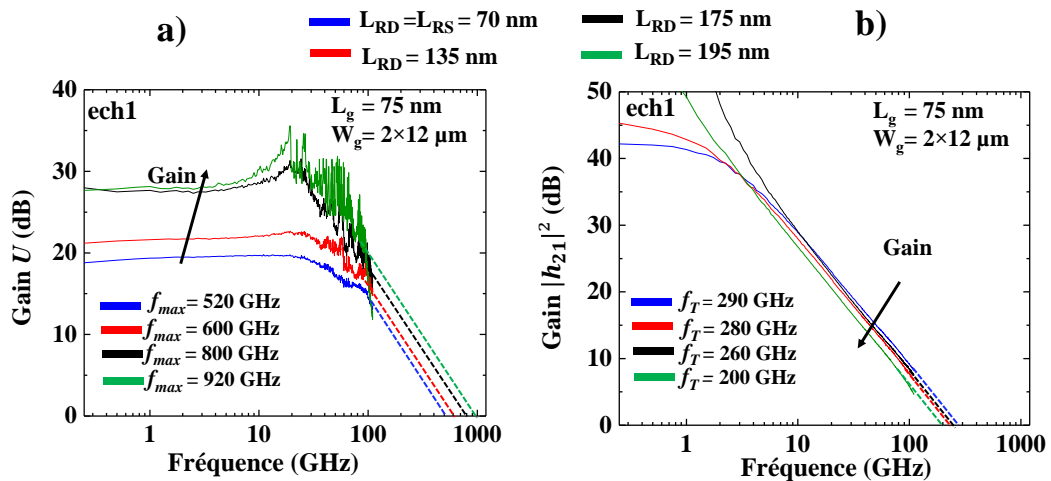 a)
L_RD = L_RS = 70 nm
L_RD = 135 nm
L_RD = 175 nm
L_RD = 195 nm
b)
40
30
20
10
0
Gain U (dB)
ech1
L_g = 75 nm
W_g = 2×12 µm
Gain
f_max = 520 GHz
f_max = 600 GHz
f_max = 800 GHz
f_max = 920 GHz
1
10
100
1000
Fréquence (GHz)
50
40
30
20
10
0
Gain |h_21|^2 (dB)
ech1
L_g = 75 nm
W_g = 2×12 µm
Gain
f_T = 290 GHz
f_T = 280 GHz
f_T = 260 GHz
f_T = 200 GHz
1
10
100
1000
Fréquence (GHz)